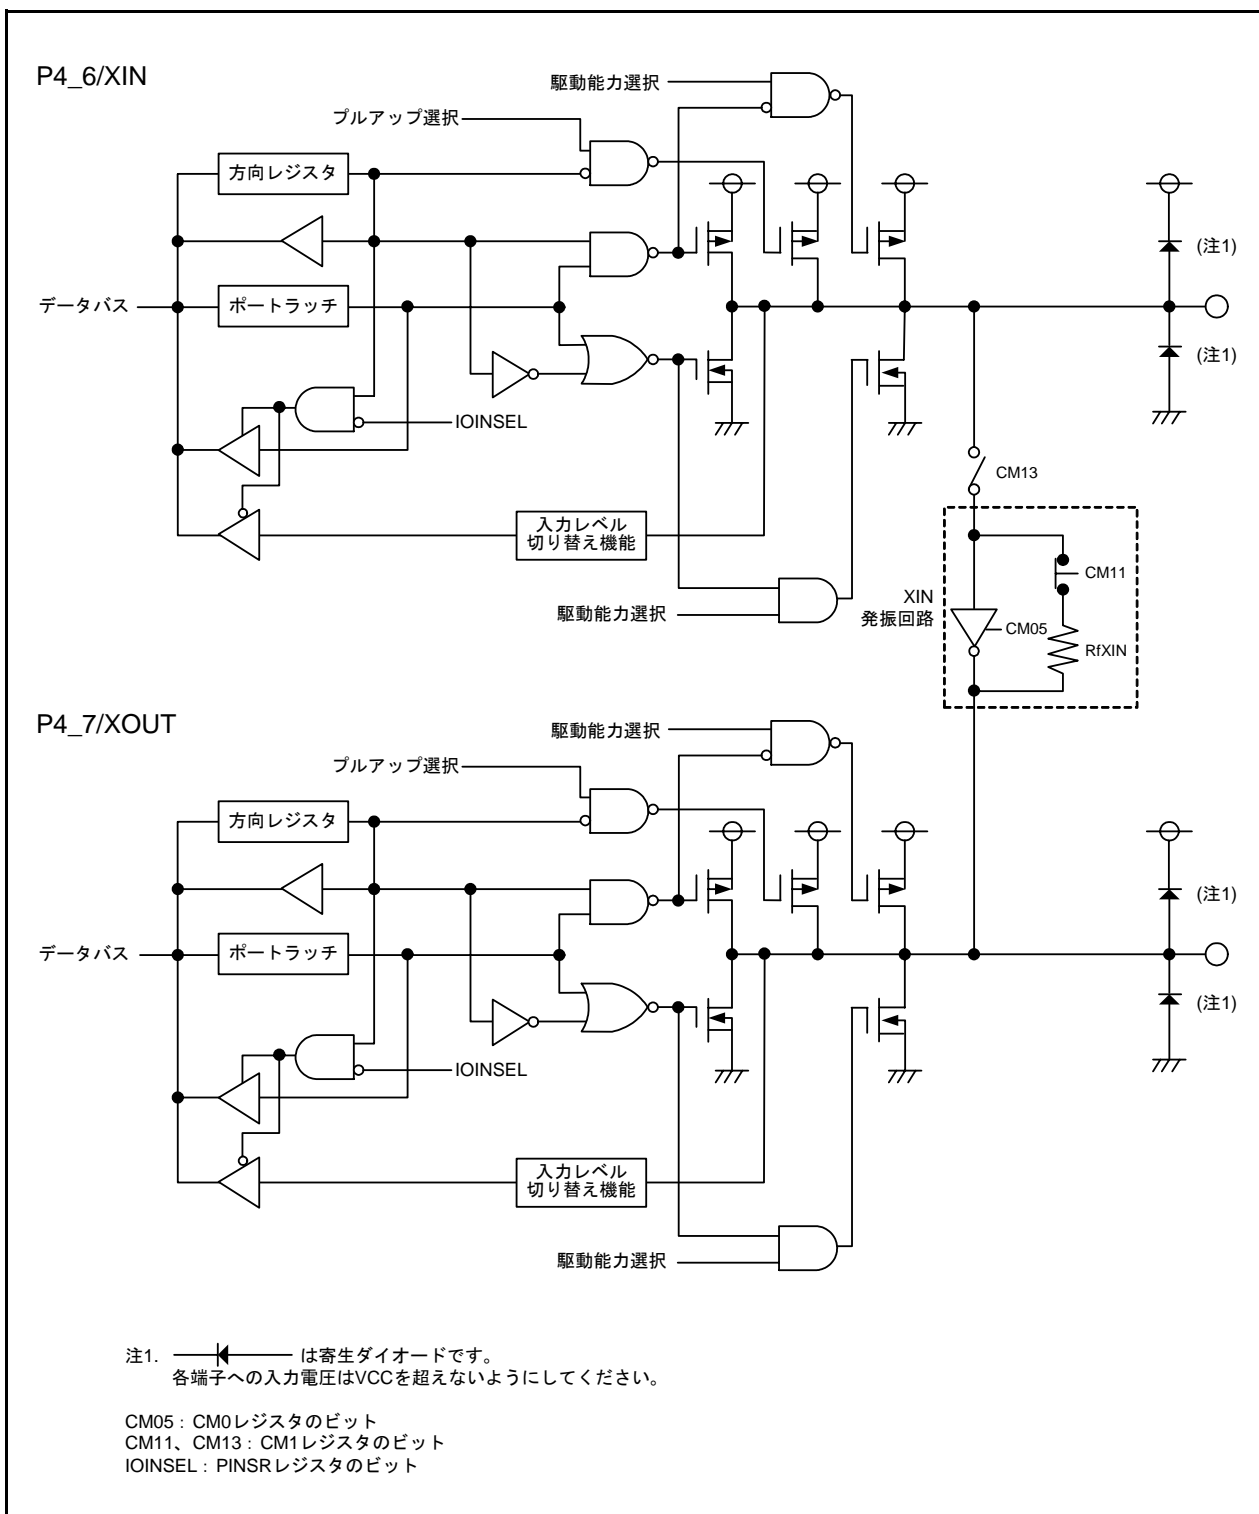 P4_6/XIN
駆動能力選択
プルアップ選択
方向レジスタ
(注1)
データバス
ポートラッチ
(注1)
IOINSEL
CM13
入力レベル
切り替え機能
CM11
XIN
発振回路
駆動能力選択
CM05
RfXIN
P4_7/XOUT
駆動能力選択
プルアップ選択
方向レジスタ
(注1)
データバス
ポートラッチ
(注1)
IOINSEL
入力レベル
切り替え機能
駆動能力選択
注1. は寄生ダイオードです。
各端子への入力電圧はVCCを超えないようにしてください。
CM05：CM0レジスタのビット
CM11、CM13：CM1レジスタのビット
IOINSEL：PINSRレジスタのビット